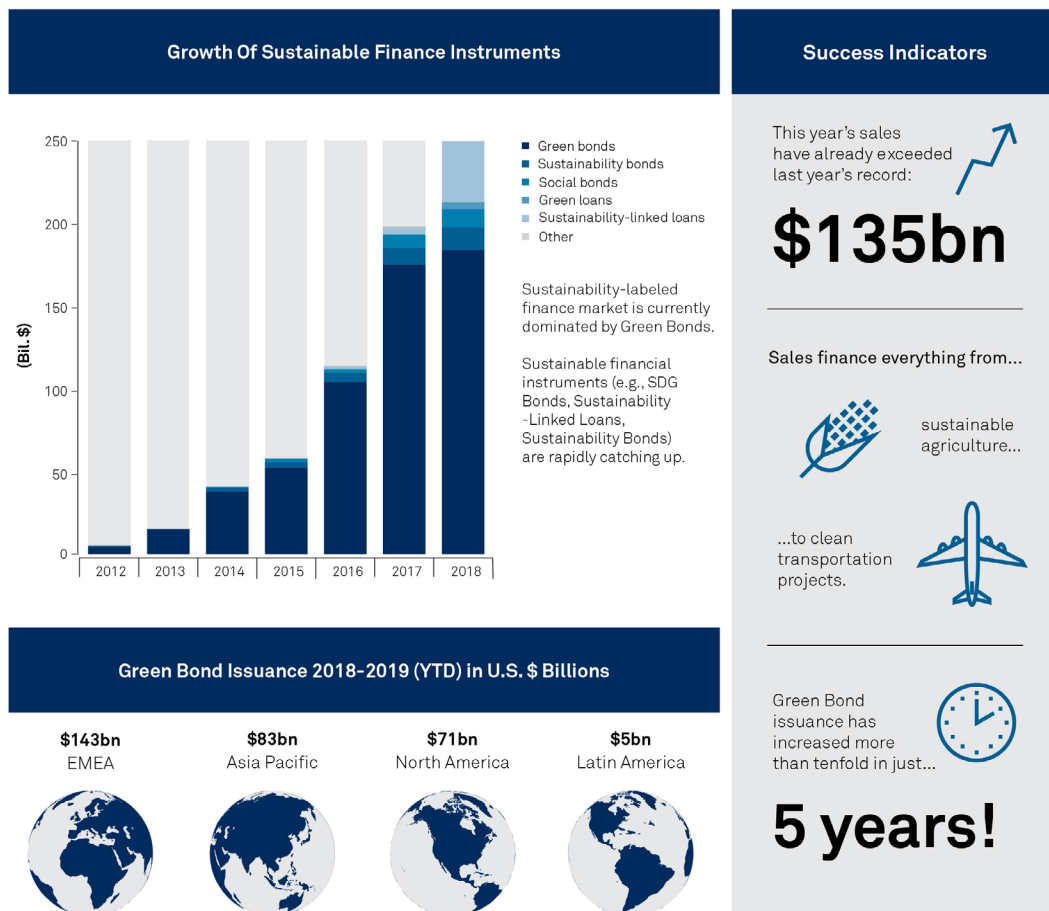 Growth Of Sustainable Finance Instruments
250
200
150
100
50
0
(Bil. $)
2012
2013
2014
2015
2016
2017
2018
Green bonds
Sustainability bonds
Social bonds
Green loans
Sustainability-linked loans
Other
Sustainability-labeled
finance market is currently
dominated by Green Bonds.
Sustainable financial
instruments (e.g., SDG
Bonds, Sustainability
-Linked Loans,
Sustainability Bonds)
are rapidly catching up.
Green Bond Issuance 2018-2019 (YTD) in U.S. $ Billions
$143bn
EMEA
$83bn
Asia Pacific
$71bn
North America
$5bn
Latin America
Success Indicators
This year's sales
have already exceeded
last year's record:
$135bn
Sales finance everything from...
sustainable
agriculture...
...to clean
transportation
projects.
Green Bond
issuance has
increased more
than tenfold in just...
5 years!